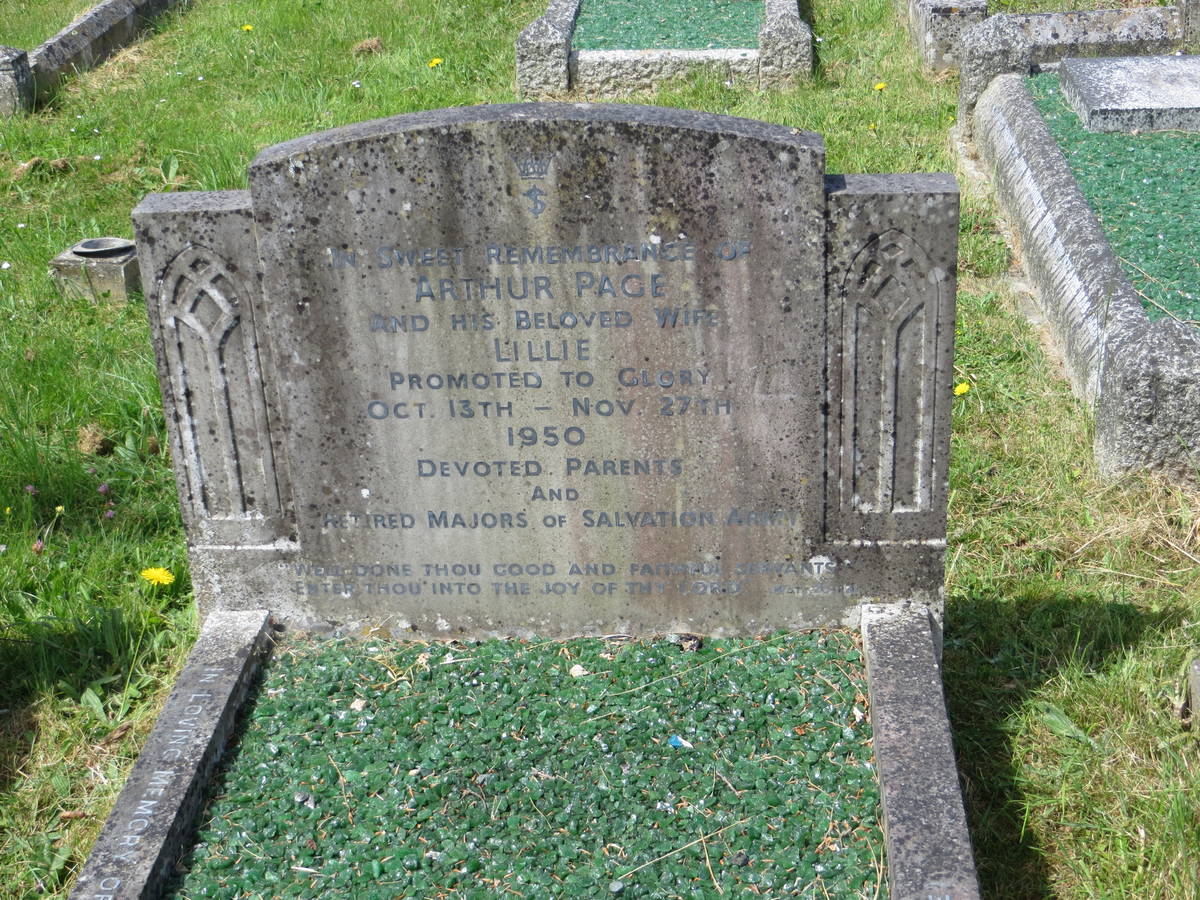 IN SWEET REMEMBRANCE OF
ARTHUR PAGE
AND HIS BELOVED WIFE
LILLIE
PROMOTED TO GLORY
OCT. 13TH – NOV. 27TH
1950
DEVOTED PARENTS
AND
RETIRED MAJORS OF SALVATION ARMY
WELL DONE THOU GOOD AND FAITHFUL SERVANTS
ENTER THOU INTO THE JOY OF THY LORD
IN LOVING MEMORY OF